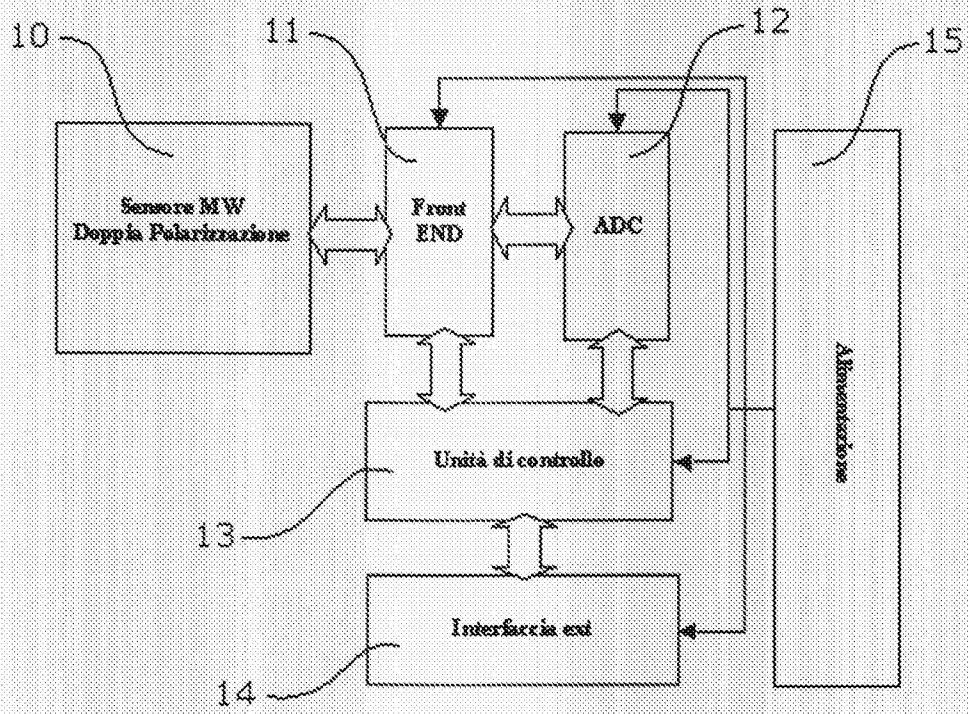 10
11
12
15
Sensore MW
Doppia Polarizzazione
Front
END
ADC
Alimentazione
Unità di controllo
13
Interfaccia ext
14